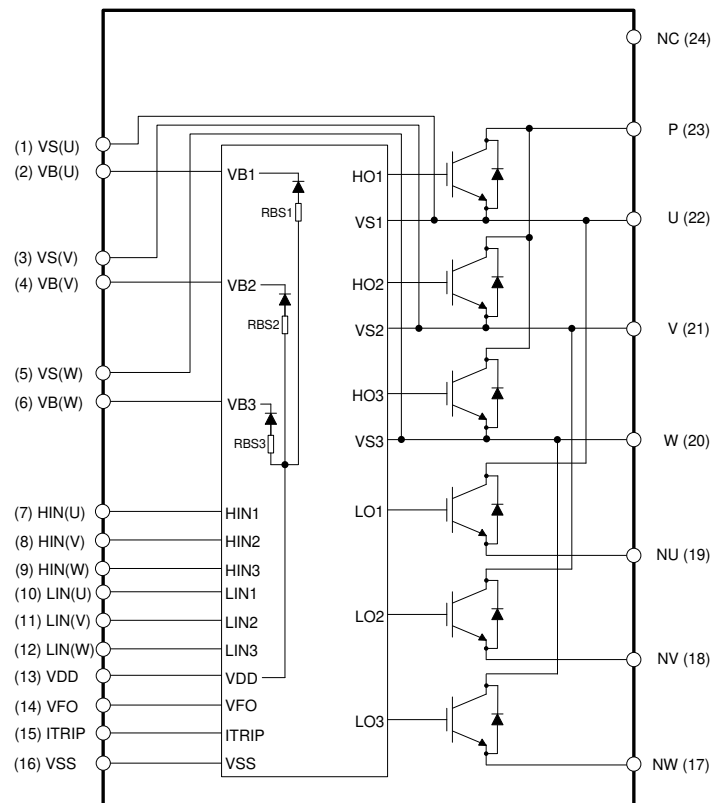 NC (24)
P (23)
(1) VS(U)
(2) VB(U)
VB1
HO1
RBS1
VS1
U (22)
(3) VS(V)
(4) VB(V)
VB2
HO2
RBS2
VS2
V (21)
(5) VS(W)
(6) VB(W)
VB3
HO3
RBS3
VS3
W (20)
(7) HIN(U)
HIN1
LO1
(8) HIN(V)
HIN2
NU (19)
(9) HIN(W)
HIN3
(10) LIN(U)
LIN1
(11) LIN(V)
LIN2
LO2
(12) LIN(W)
LIN3
NV (18)
(13) VDD
VDD
(14) VFO
VFO
LO3
(15) ITRIP
ITRIP
(16) VSS
VSS
NW (17)